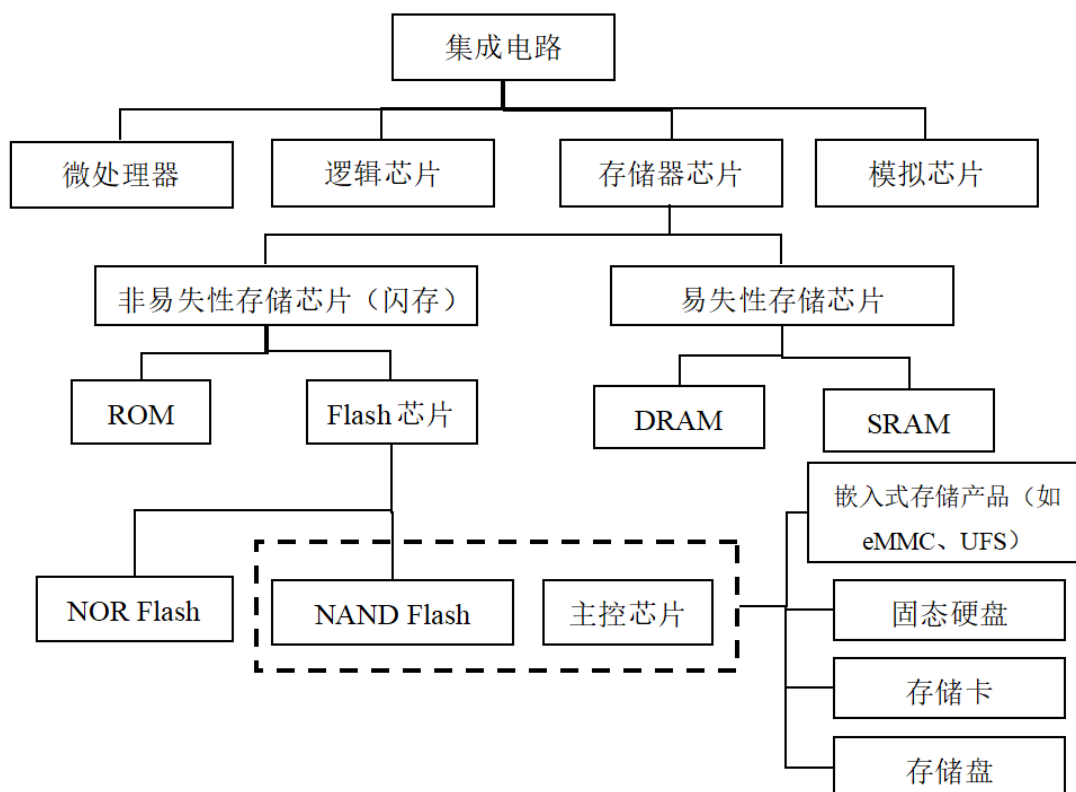 集成电路
微处理器
逻辑芯片
存储器芯片
模拟芯片
非易失性存储芯片（闪存）
易失性存储芯片
ROM
Flash 芯片
DRAM
SRAM
嵌入式存储产品（如
eMMC、UFS）
NOR Flash
NAND Flash
主控芯片
固态硬盘
存储卡
存储盘